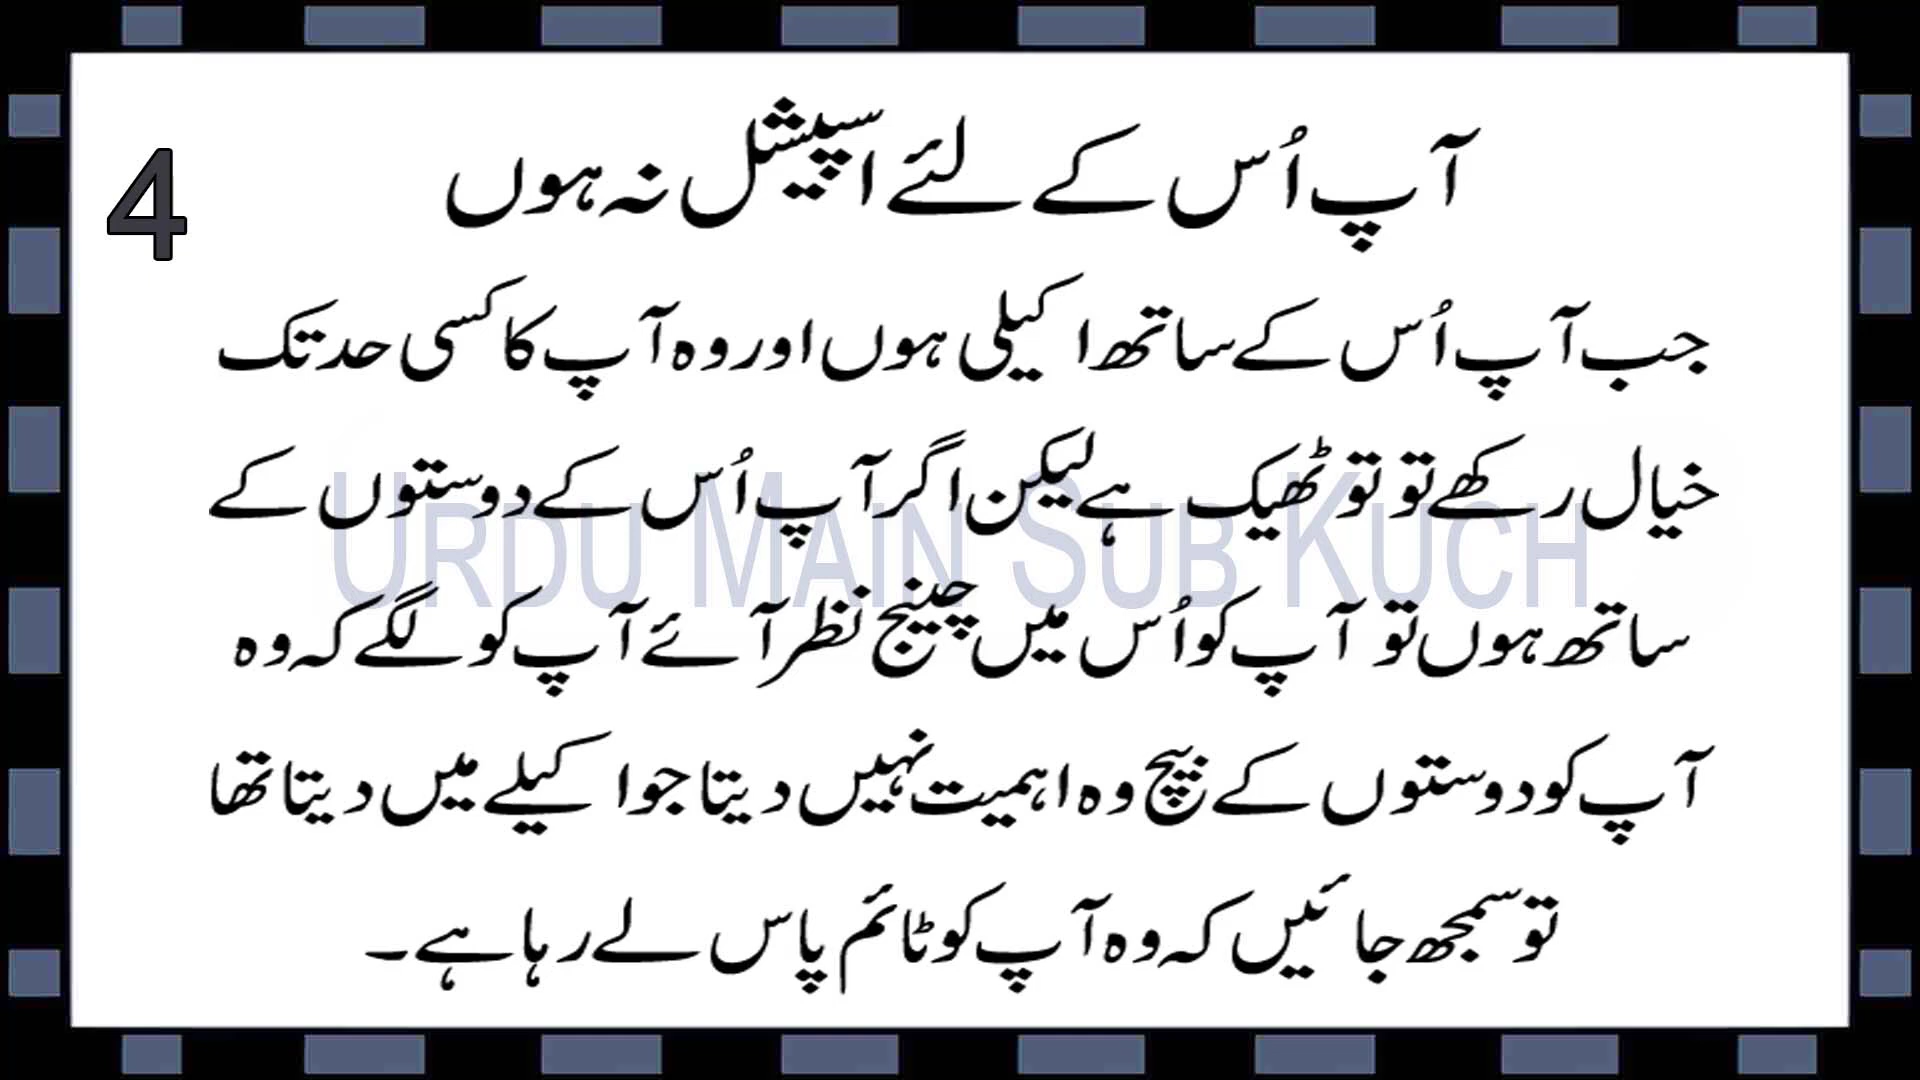 4
آپ اُس کے لئے اسپیشل نہ ہوں
جب آپ اُس کے ساتھ اکیلی ہوں اور وہ آپ کا کسی حد تک
خیال رکھے تو تو ٹھیک ہے لیکن اگر آپ اُس کے دوستوں کے
URDU MAIN SUB KUCH
ساتھ ہوں تو آپ کو اُس میں چینج نظر آئے آپ کو لگے کہ وہ
آپ کو دوستوں کے بیچ وہ اہمیت نہیں دیتا جو اکیلے میں دیتا تھا
تو سمجھ جائیں کہ وہ آپ کو ٹائم پاس لے رہا ہے۔